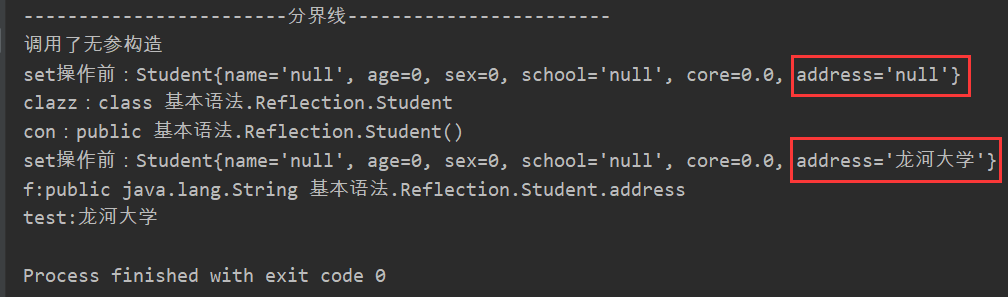 -------------------------分界线-------------------------
调用了无参构造
set操作前：Student{name='null', age=0, sex=0, school='null', core=0.0, address='null'}
clazz：class 基本语法.Reflection.Student
con：public 基本语法.Reflection.Student()
set操作前：Student{name='null', age=0, sex=0, school='null', core=0.0, address='龙河大学'}
f:public java.lang.String 基本语法.Reflection.Student.address
test:龙河大学
Process finished with exit code 0